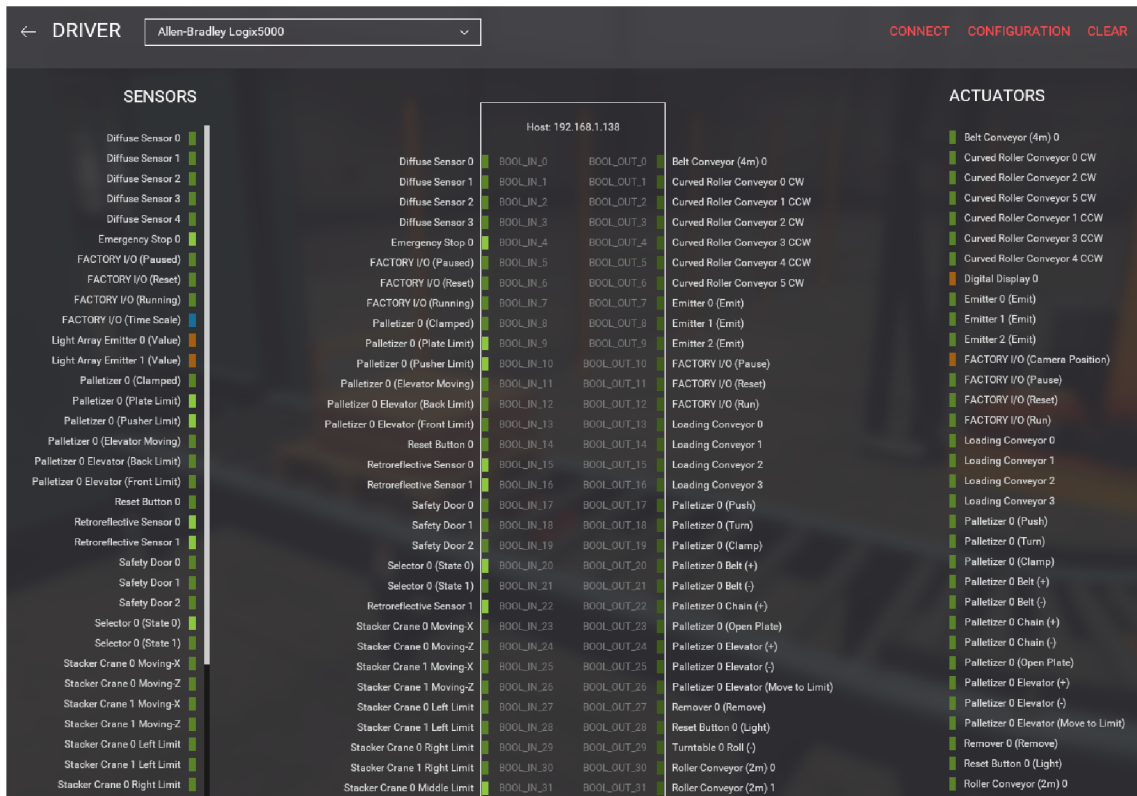 ← DRIVER
Allen-Bradley Logix5000
CONNECT CONFIGURATION CLEAR
SENSORS
Diffuse Sensor 0
Diffuse Sensor 1
Diffuse Sensor 2
Diffuse Sensor 3
Diffuse Sensor 4
Emergency Stop 0
FACTORY I/O (Paused)
FACTORY I/O (Reset)
FACTORY I/O (Running)
FACTORY I/O (Time Scale)
Light Array Emitter 0 (Value)
Light Array Emitter 1 (Value)
Palletizer 0 (Clamped)
Palletizer 0 (Plate Limit)
Palletizer 0 (Pusher Limit)
Palletizer 0 (Elevator Moving)
Palletizer 0 Elevator (Back Limit)
Palletizer 0 Elevator (Front Limit)
Reset Button 0
Retroreflective Sensor 0
Retroreflective Sensor 1
Safety Door 0
Safety Door 1
Safety Door 2
Selector 0 (State 0)
Selector 0 (State 1)
Stacker Crane 0 Moving-X
Stacker Crane 0 Moving-Z
Stacker Crane 1 Moving-X
Stacker Crane 1 Moving-Z
Stacker Crane 0 Left Limit
Stacker Crane 1 Left Limit
Stacker Crane 0 Right Limit
Host: 192.168.1.138
Diffuse Sensor 0 BOOL_IN_0 BOOL_OUT_0 Belt Conveyor (4m) 0
Diffuse Sensor 1 BOOL_IN_1 BOOL_OUT_1 Curved Roller Conveyor 0 CW
Diffuse Sensor 2 BOOL_IN_2 BOOL_OUT_2 Curved Roller Conveyor 1 CCW
Diffuse Sensor 3 BOOL_IN_3 BOOL_OUT_3 Curved Roller Conveyor 2 CW
Emergency Stop 0 BOOL_IN_4 BOOL_OUT_4 Curved Roller Conveyor 3 CCW
FACTORY I/O (Paused) BOOL_IN_5 BOOL_OUT_5 Curved Roller Conveyor 4 CCW
FACTORY I/O (Reset) BOOL_IN_6 BOOL_OUT_6 Curved Roller Conveyor 5 CW
FACTORY I/O (Running) BOOL_IN_7 BOOL_OUT_7 Emitter 0 (Emit)
Palletizer 0 (Clamped) BOOL_IN_8 BOOL_OUT_8 Emitter 1 (Emit)
Palletizer 0 (Plate Limit) BOOL_IN_9 BOOL_OUT_9 Emitter 2 (Emit)
Palletizer 0 (Pusher Limit) BOOL_IN_10 BOOL_OUT_10 FACTORY I/O (Pause)
Palletizer 0 (Elevator Moving) BOOL_IN_11 BOOL_OUT_11 FACTORY I/O (Reset)
Palletizer 0 Elevator (Back Limit) BOOL_IN_12 BOOL_OUT_12 FACTORY I/O (Run)
Palletizer 0 Elevator (Front Limit) BOOL_IN_13 BOOL_OUT_13 Loading Conveyor 0
Reset Button 0 BOOL_IN_14 BOOL_OUT_14 Loading Conveyor 1
Retroreflective Sensor 0 BOOL_IN_15 BOOL_OUT_15 Loading Conveyor 2
Retroreflective Sensor 1 BOOL_IN_16 BOOL_OUT_16 Loading Conveyor 3
Safety Door 0 BOOL_IN_17 BOOL_OUT_17 Palletizer 0 (Push)
Safety Door 1 BOOL_IN_18 BOOL_OUT_18 Palletizer 0 (Turn)
Safety Door 2 BOOL_IN_19 BOOL_OUT_19 Palletizer 0 (Clamp)
Selector 0 (State 0) BOOL_IN_20 BOOL_OUT_20 Palletizer 0 Belt (+)
Selector 0 (State 1) BOOL_IN_21 BOOL_OUT_21 Palletizer 0 Belt (-)
Retroreflective Sensor 1 BOOL_IN_22 BOOL_OUT_22 Palletizer 0 Chain (+)
Stacker Crane 0 Moving-X BOOL_IN_23 BOOL_OUT_23 Palletizer 0 (Open Plate)
Stacker Crane 0 Moving-Z BOOL_IN_24 BOOL_OUT_24 Palletizer 0 Elevator (+)
Stacker Crane 1 Moving-X BOOL_IN_25 BOOL_OUT_25 Palletizer 0 Elevator (-)
Stacker Crane 1 Moving-Z BOOL_IN_26 BOOL_OUT_26 Palletizer 0 Elevator (Move to Limit)
Stacker Crane 0 Left Limit BOOL_IN_27 BOOL_OUT_27 Remover 0 (Remove)
Stacker Crane 1 Left Limit BOOL_IN_28 BOOL_OUT_28 Reset Button 0 (Light)
Stacker Crane 0 Right Limit BOOL_IN_29 BOOL_OUT_29 Turntable 0 Roll (-)
Stacker Crane 1 Right Limit BOOL_IN_30 BOOL_OUT_30 Roller Conveyor (2m) 0
Stacker Crane 0 Middle Limit BOOL_IN_31 BOOL_OUT_31 Roller Conveyor (2m) 1
ACTUATORS
Belt Conveyor (4m) 0
Curved Roller Conveyor 0 CW
Curved Roller Conveyor 2 CW
Curved Roller Conveyor 5 CW
Curved Roller Conveyor 1 CCW
Curved Roller Conveyor 3 CCW
Curved Roller Conveyor 4 CCW
Digital Display 0
Emitter 0 (Emit)
Emitter 1 (Emit)
Emitter 2 (Emit)
FACTORY I/O (Camera Position)
FACTORY I/O (Pause)
FACTORY I/O (Reset)
FACTORY I/O (Run)
Loading Conveyor 0
Loading Conveyor 1
Loading Conveyor 2
Loading Conveyor 3
Palletizer 0 (Push)
Palletizer 0 (Turn)
Palletizer 0 (Clamp)
Palletizer 0 Belt (+)
Palletizer 0 Belt (-)
Palletizer 0 Chain (+)
Palletizer 0 Chain (-)
Palletizer 0 (Open Plate)
Palletizer 0 Elevator (+)
Palletizer 0 Elevator (-)
Palletizer 0 Elevator (Move to Limit)
Remover 0 (Remove)
Reset Button 0 (Light)
Roller Conveyor (2m) 0